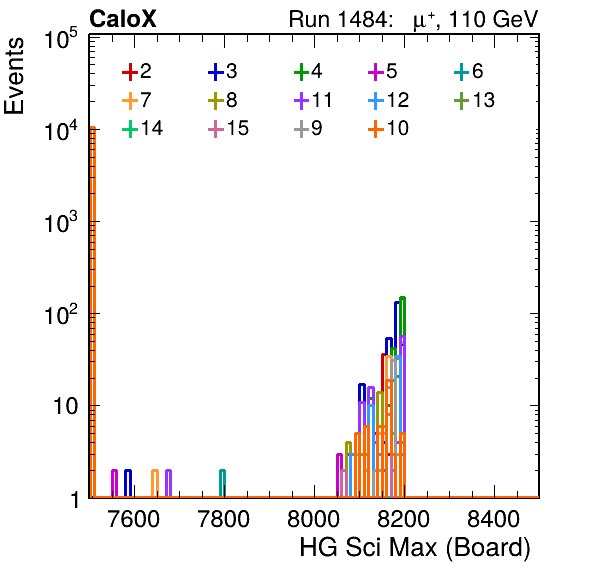 CaloX Run 1484: μ⁺, 110 GeV
Events
10⁵
10⁴
10³
10²
10
1
2 3 4 5 6
7 8 11 12 13
14 15 9 10
7600 7800 8000 8200 8400
HG Sci Max (Board)